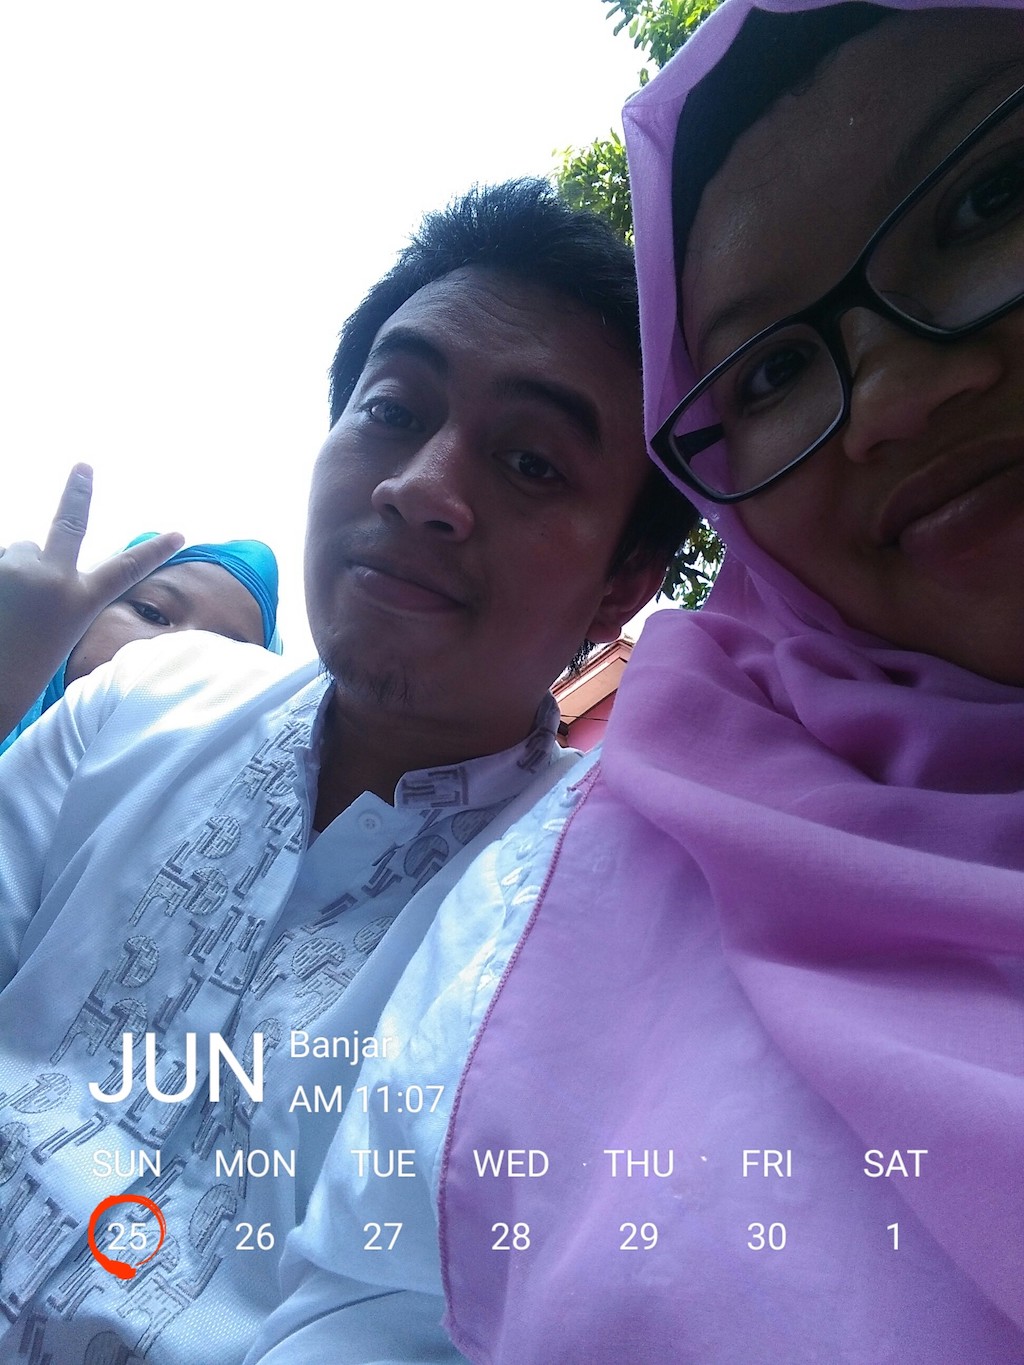 JUN
Banjar
AM 11:07
SUN MON TUE WED THU FRI SAT
25 26 27 28 29 30 1